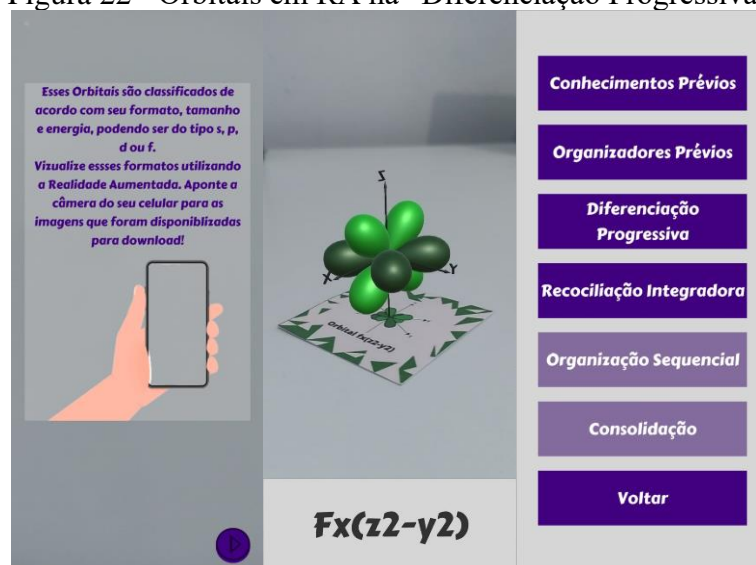 Figura 22 - Orbitais em RA na "Diferenciação Progressiva"
Esses Orbitais são classificados de
acordo com seu formato, tamanho
e energia, podendo ser do tipo s, p,
d ou f.
Vizualize essses formatos utilizando
a Realidade Aumentada. Aponte a
câmera do seu celular para as
imagens que foram disponiblizadas
para download!
Z
X
Y
Orbital fx(z2-y2)
Fx(z2-y2)
Conhecimentos Prévios
Organizadores Prévios
Diferenciação
Progressiva
Recociliação Integradora
Organização Sequencial
Consolidação
Voltar